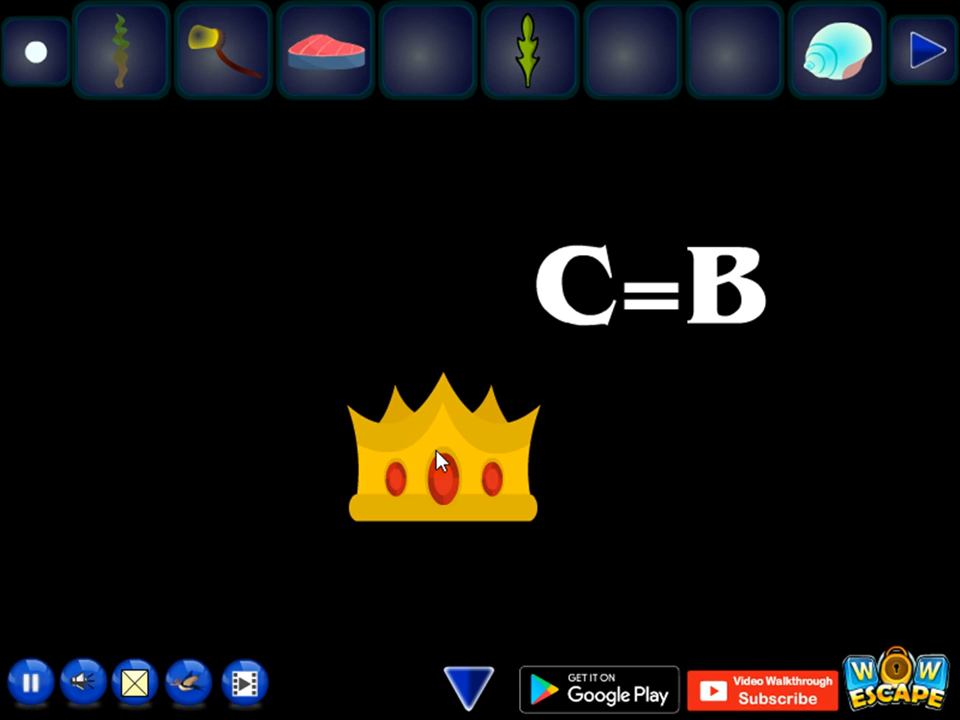 C=B
GET IT ON
Google Play
Video Walkthrough
Subscribe
WOW
ESCAPE